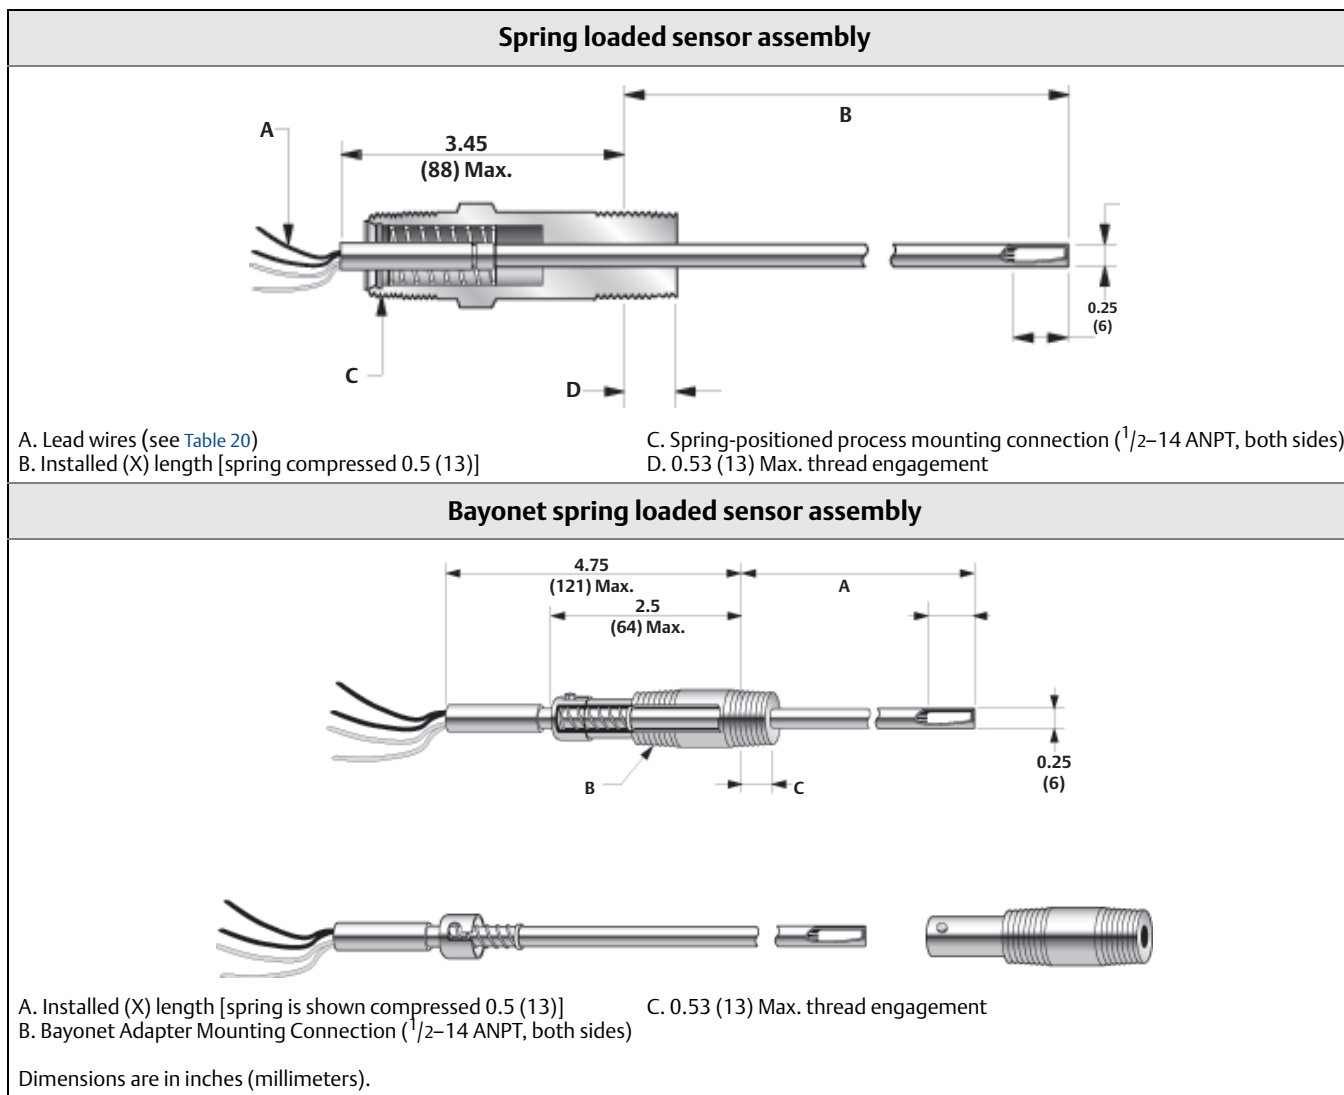 Spring loaded sensor assembly
B
A
3.45
(88) Max.
0.25
(6)
C
D
A. Lead wires (see Table 20)
B. Installed (X) length [spring compressed 0.5 (13)]
C. Spring-positioned process mounting connection (1/2–14 ANPT, both sides)
D. 0.53 (13) Max. thread engagement
Bayonet spring loaded sensor assembly
4.75
(121) Max.
A
2.5
(64) Max.
0.25
(6)
B
C
A. Installed (X) length [spring is shown compressed 0.5 (13)]
B. Bayonet Adapter Mounting Connection (1/2–14 ANPT, both sides)
C. 0.53 (13) Max. thread engagement
Dimensions are in inches (millimeters).